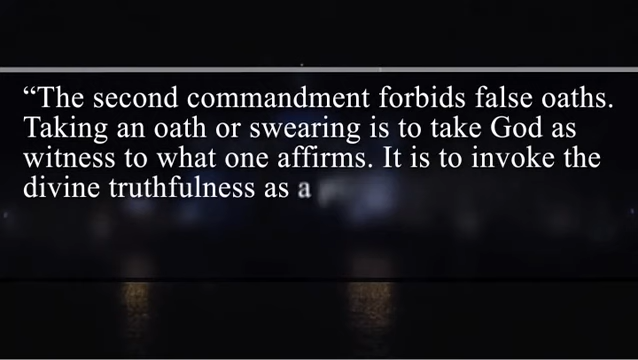 “The second commandment forbids false oaths.
Taking an oath or swearing is to take God as
witness to what one affirms. It is to invoke the
divine truthfulness as a